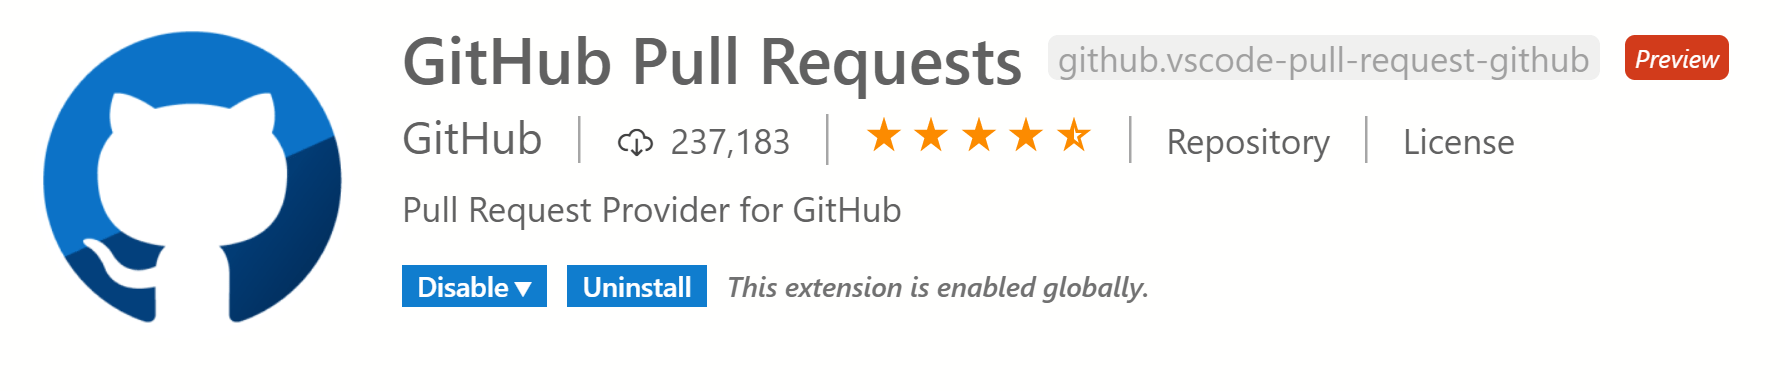 GitHub Pull Requests github.vscode-pull-request-github Preview
GitHub 237,183 Repository License
Pull Request Provider for GitHub
Disable Uninstall This extension is enabled globally.